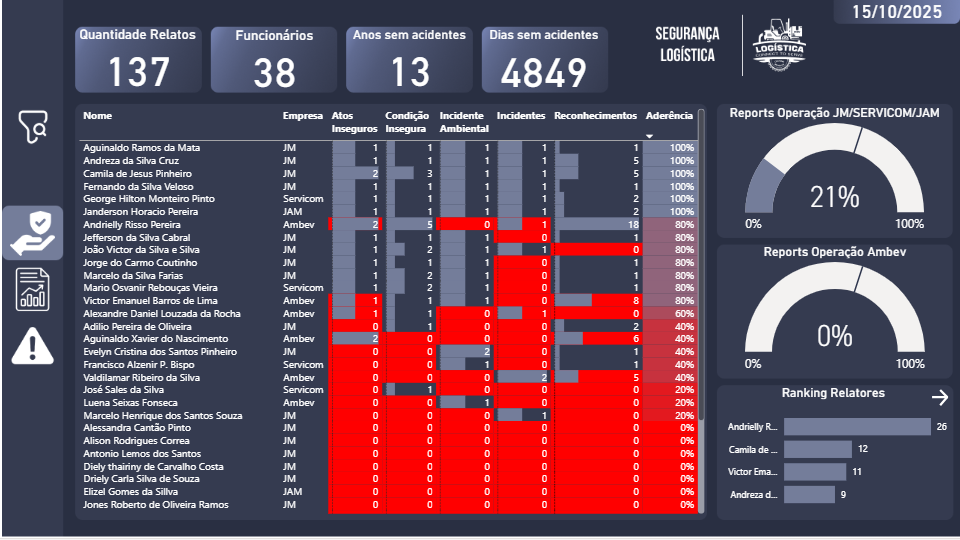 15/10/2025
Quantidade Relatos
137
Funcionários
38
Anos sem acidentes
13
Dias sem acidentes
4849
SEGURANÇA
LOGÍSTICA
LOGÍSTICA
CONNECT TO SERVE
Nome Empresa Atos Inseguros Condição Insegura Incidente Ambiental Incidentes Reconhecimentos Aderência
Aguinaldo Ramos da Mata JM 1 1 1 1 1 100%
Andreza da Silva Cruz JM 1 1 1 1 5 100%
Camila de Jesus Pinheiro JM 2 3 1 1 5 100%
Fernando da Silva Veloso JM 1 1 1 1 1 100%
George Hilton Monteiro Pinto Servicom 1 1 1 1 2 100%
Janderson Horacio Pereira JAM 1 1 1 1 2 100%
Andrielly Risso Pereira Ambev 2 5 0 1 18 80%
Jefferson da Silva Cabral JM 1 1 1 0 1 80%
João Victor da Silva e Silva JM 1 2 1 1 0 80%
Jorge do Carmo Coutinho JM 1 1 1 0 1 80%
Marcelo da Silva Farias JM 1 2 1 0 1 80%
Mario Osvanir Rebouças Vieira Servicom 1 2 1 0 1 80%
Victor Emanuel Barros de Lima Ambev 1 1 1 0 8 80%
Alexandre Daniel Louzada da Rocha Ambev 1 1 0 1 0 60%
Adilio Pereira de Oliveira JM 0 1 0 0 2 40%
Aguinaldo Xavier do Nascimento Ambev 2 0 0 0 6 40%
Evelyn Cristina dos Santos Pinheiro JM 0 0 2 0 1 40%
Francisco Alzenir P. Bispo Servicom 0 0 1 0 1 40%
Valdilamar Ribeiro da Silva Ambev 0 0 0 2 5 40%
José Sales da Silva Servicom 0 1 0 0 0 20%
Luena Seixas Fonseca Ambev 0 0 1 0 0 20%
Marcelo Henrique dos Santos Souza JM 0 0 0 1 0 20%
Alessandra Cantão Pinto JM 0 0 0 0 0 0%
Alison Rodrigues Correa JM 0 0 0 0 0 0%
Antonio Lemos dos Santos JM 0 0 0 0 0 0%
Diely thairiny de Carvalho Costa JM 0 0 0 0 0 0%
Driely Carla Silva de Souza JM 0 0 0 0 0 0%
Elizel Gomes da Sillva JAM 0 0 0 0 0 0%
Jones Roberto de Oliveira Ramos JM 0 0 0 0 0 0%
Reports Operação JM/SERVICOM/JAM
21%
0% 100%
Reports Operação Ambev
0%
0% 100%
Ranking Relatores
Andrielly R... 26
Camila de ... 12
Victor Ema... 11
Andreza d... 9